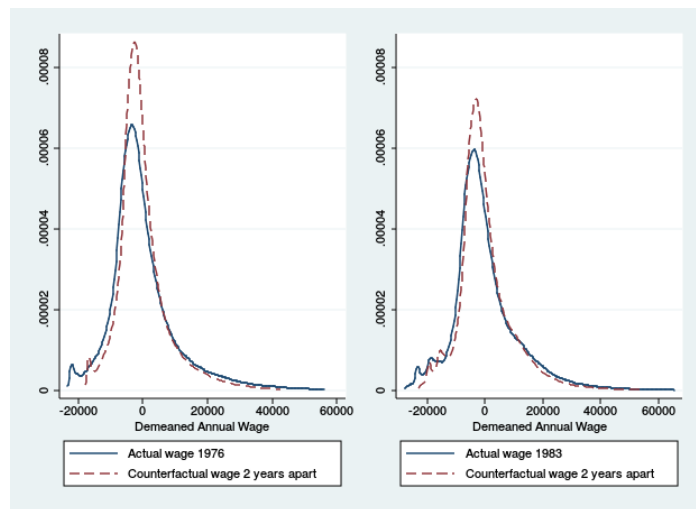 .00008
.00006
.00004
.00002
0
-20000 0 20000 40000 60000
Demeaned Annual Wage
Actual wage 1976
Counterfactual wage 2 years apart
.00008
.00006
.00004
.00002
0
-20000 0 20000 40000 60000
Demeaned Annual Wage
Actual wage 1983
Counterfactual wage 2 years apart